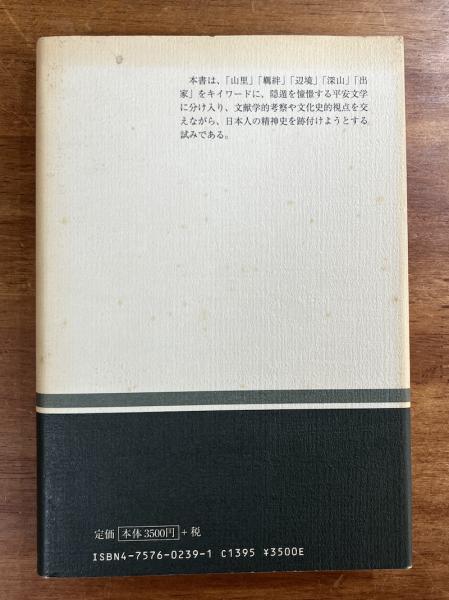 本書は、「山里」「羈絆」「辺境」「深山」「出
家」をキイワードに、隠遁を憧憬する平安文学
に分け入り、文献学的考察や文化史的視点を交
えながら、日本人の精神史を跡付けようとする
試みである。
定価 本体3500円 +税
ISBN4-7576-0239-1 C1395 ¥3500E